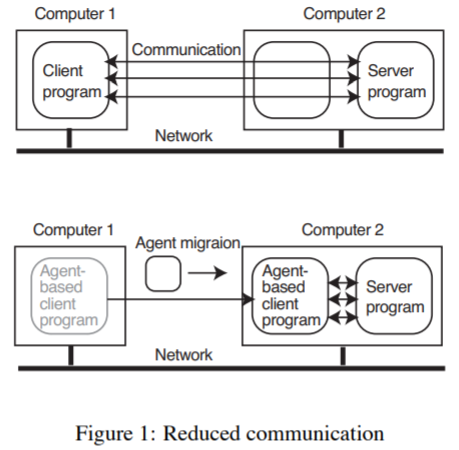 Computer 1
Computer 2
Communication
Client
program
Server
program
Network
Computer 1
Computer 2
Agent migraion
Agent-
based
client
program
Agent-
based
client
program
Server
program
Network
Figure 1: Reduced communication